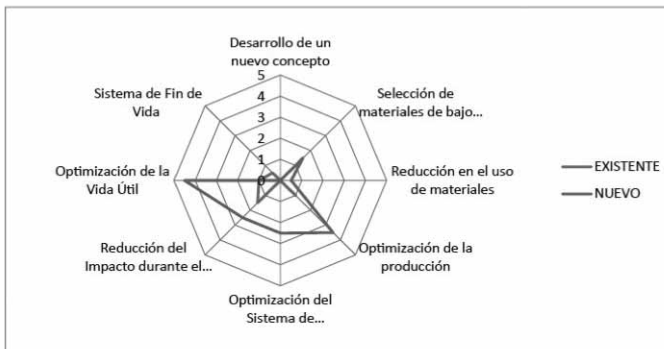 Desarrollo de un
nuevo concepto
5
4
3
2
1
0
Selección de
materiales de bajo...
Reducción en el uso
de materiales
Optimización de la
producción
Optimización del
Sistema de...
Reducción del
Impacto durante el...
Optimización de la
Vida Útil
Sistema de Fin de
Vida
EXISTENTE
NUEVO